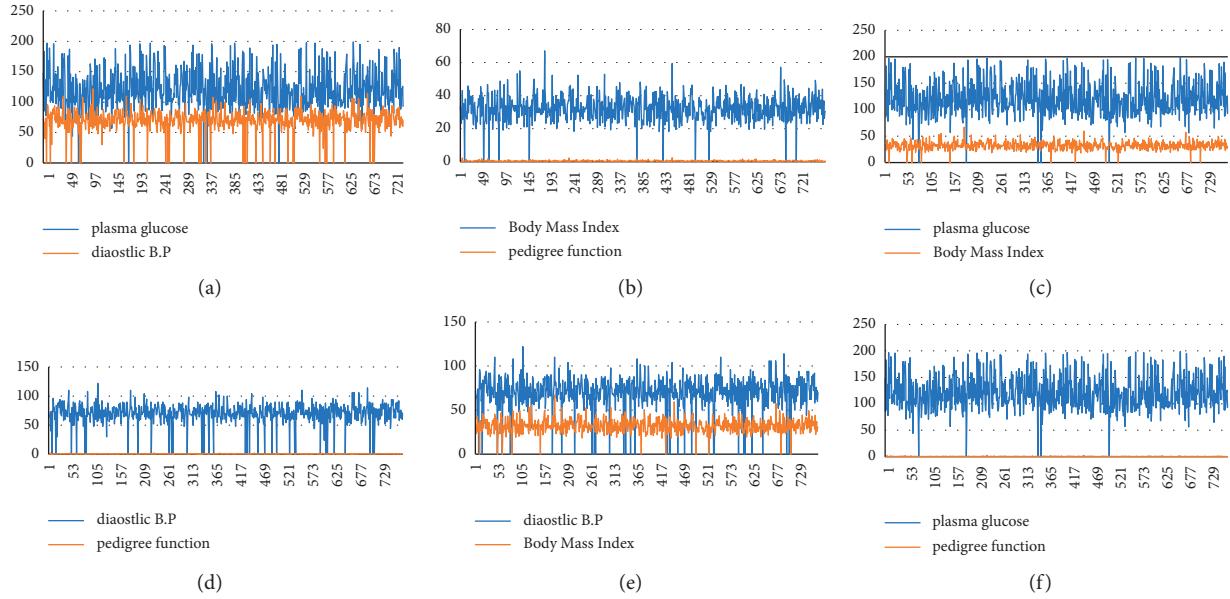 250
200
150
100
50
0
1 49 97 145 193 241 289 337 385 433 481 529 577 625 673 721
plasma glucose
diaostlic B.P
(a)
80
60
40
20
0
1 49 97 145 193 241 289 337 385 433 481 529 577 625 673 721
Body Mass Index
pedigree function
(b)
250
200
150
100
50
0
1 53 105 157 209 261 313 365 417 469 521 573 625 677 729
plasma glucose
Body Mass Index
(c)
150
100
50
0
1 53 105 157 209 261 313 365 417 469 521 573 625 677 729
diaostlic B.P
pedigree function
(d)
150
100
50
0
1 53 105 157 209 261 313 365 417 469 521 573 625 677 729
diaostlic B.P
Body Mass Index
(e)
250
200
150
100
50
0
1 53 105 157 209 261 313 365 417 469 521 573 625 677 729
plasma glucose
pedigree function
(f)